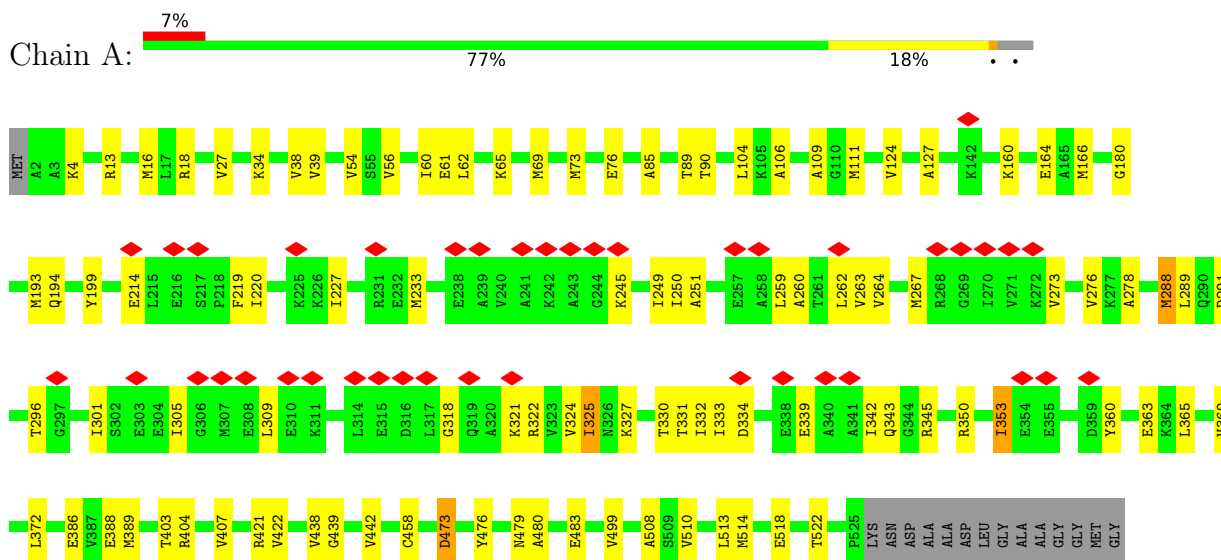 7%
Chain A:
77% 18% • •
MET A2 A3 K4 R13 M16 L17 R18 V27 K34 V38 V39 V54 S55 V56 I60 E61 L62 K65 M69 M73 E76 A85 T89 T90 L104 K105 A106 A109 G110 M111 V124 A127 K142 K160 E164 A165 M166 G180
M193 Q194 Y199 E214 L215 E216 S217 P218 F219 I220 K225 K226 I227 R231 E232 M233 E238 A239 V240 A241 K242 A243 G244 K245 I249 I250 A251 E257 A258 L259 A260 T261 L262 V263 V264 M267 R268 G269 I270 V271 K272 V273 V276 K277 A278 M288 L289 Q290
T296 G297 I301 S302 E303 E304 I305 G306 M307 E308 L309 E310 K311 L314 E315 D316 L317 G318 Q319 A320 K321 R322 V323 V324 I325 N326 K327 T330 T331 I332 I333 D334 E338 E339 A340 A341 I342 Q343 G344 R345 R350 I353 E354 E355 D359 Y360 E363 K364 L365
L372 E386 V387 E388 M389 T403 R404 V407 R421 V422 V438 G439 V442 C458 D473 Y476 N479 A480 E483 V499 A508 S509 V510 L513 M514 E518 T522 P525 LYS ASN ASP ALA ALA ASP LEU GLY ALA ALA GLY GLY MET GLY